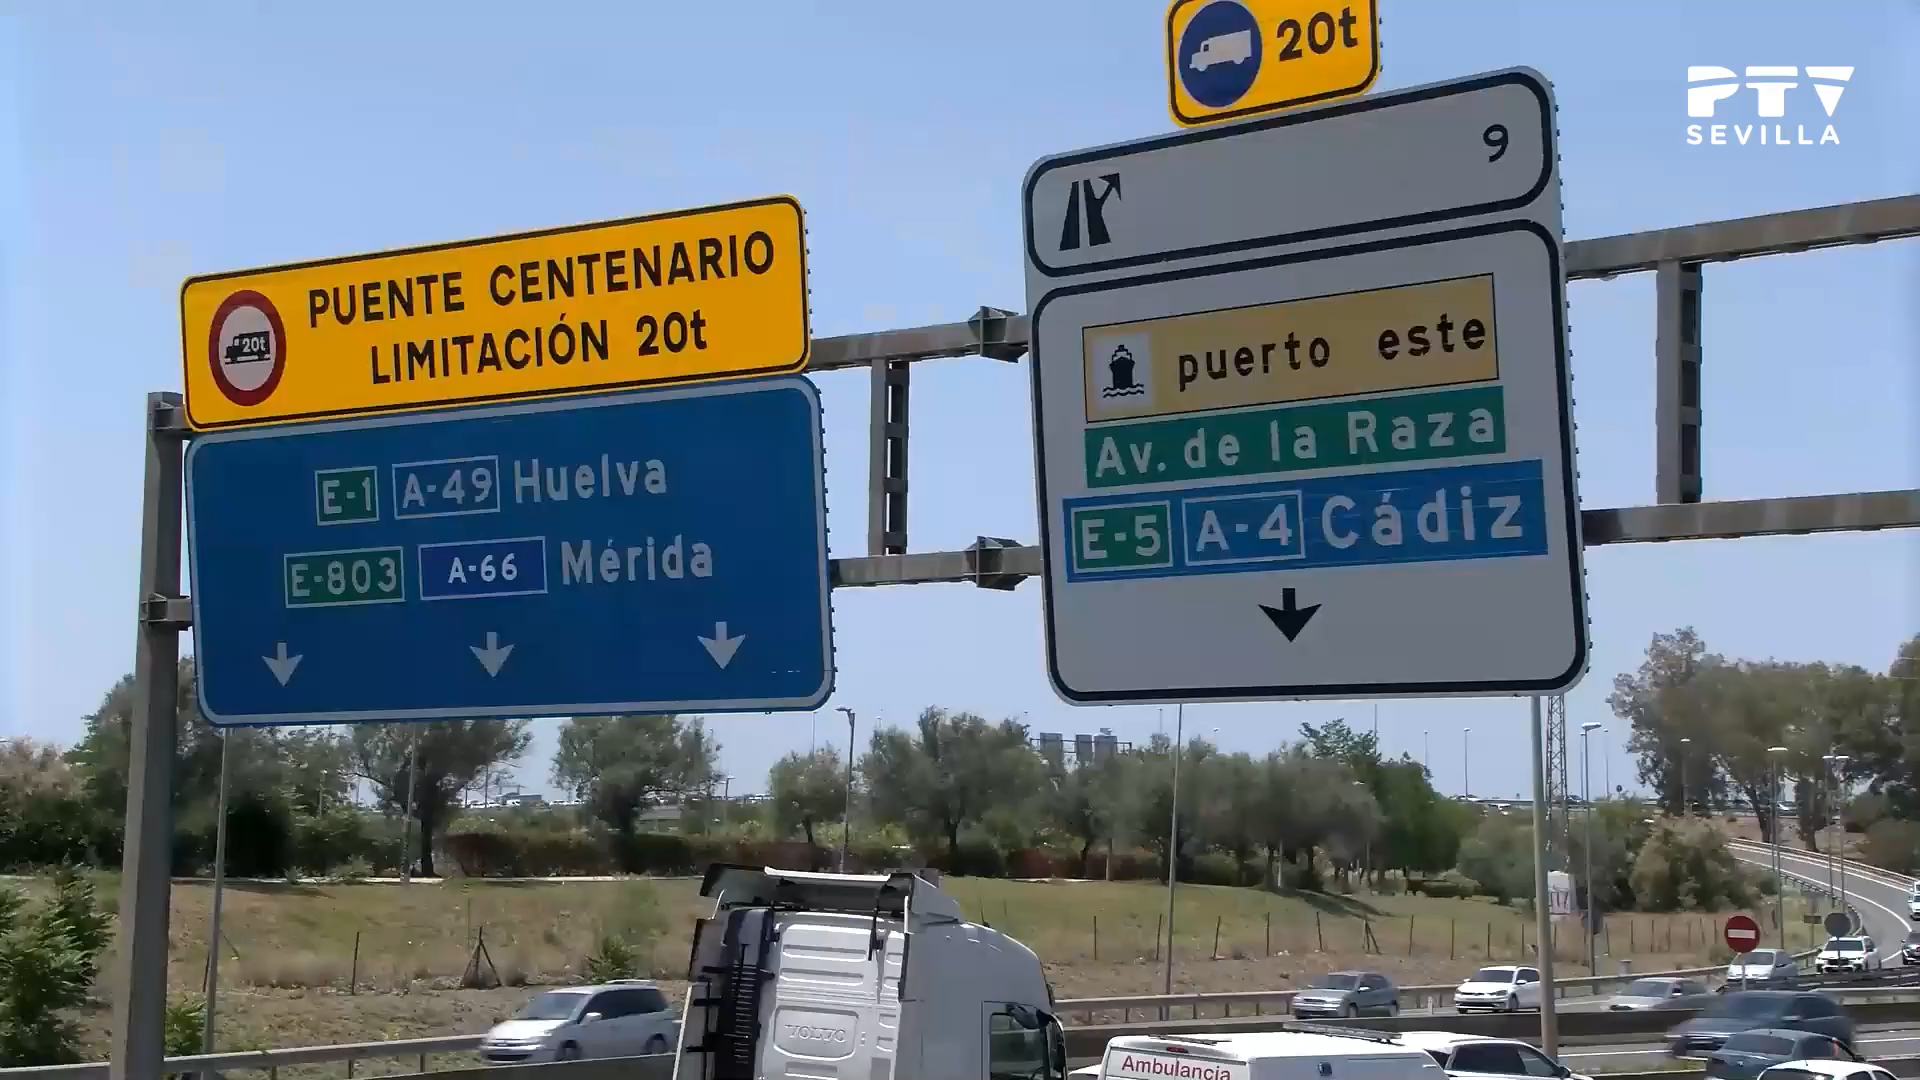 PUENTE CENTENARIO
LIMITACIÓN 20t
20t
E-1 A-49 Huelva
E-803 A-66 Mérida
20t
9
puerto este
Av. de la Raza
E-5 A-4 Cádiz
PTV
SEVILLA
VOLVO
Ambulancia